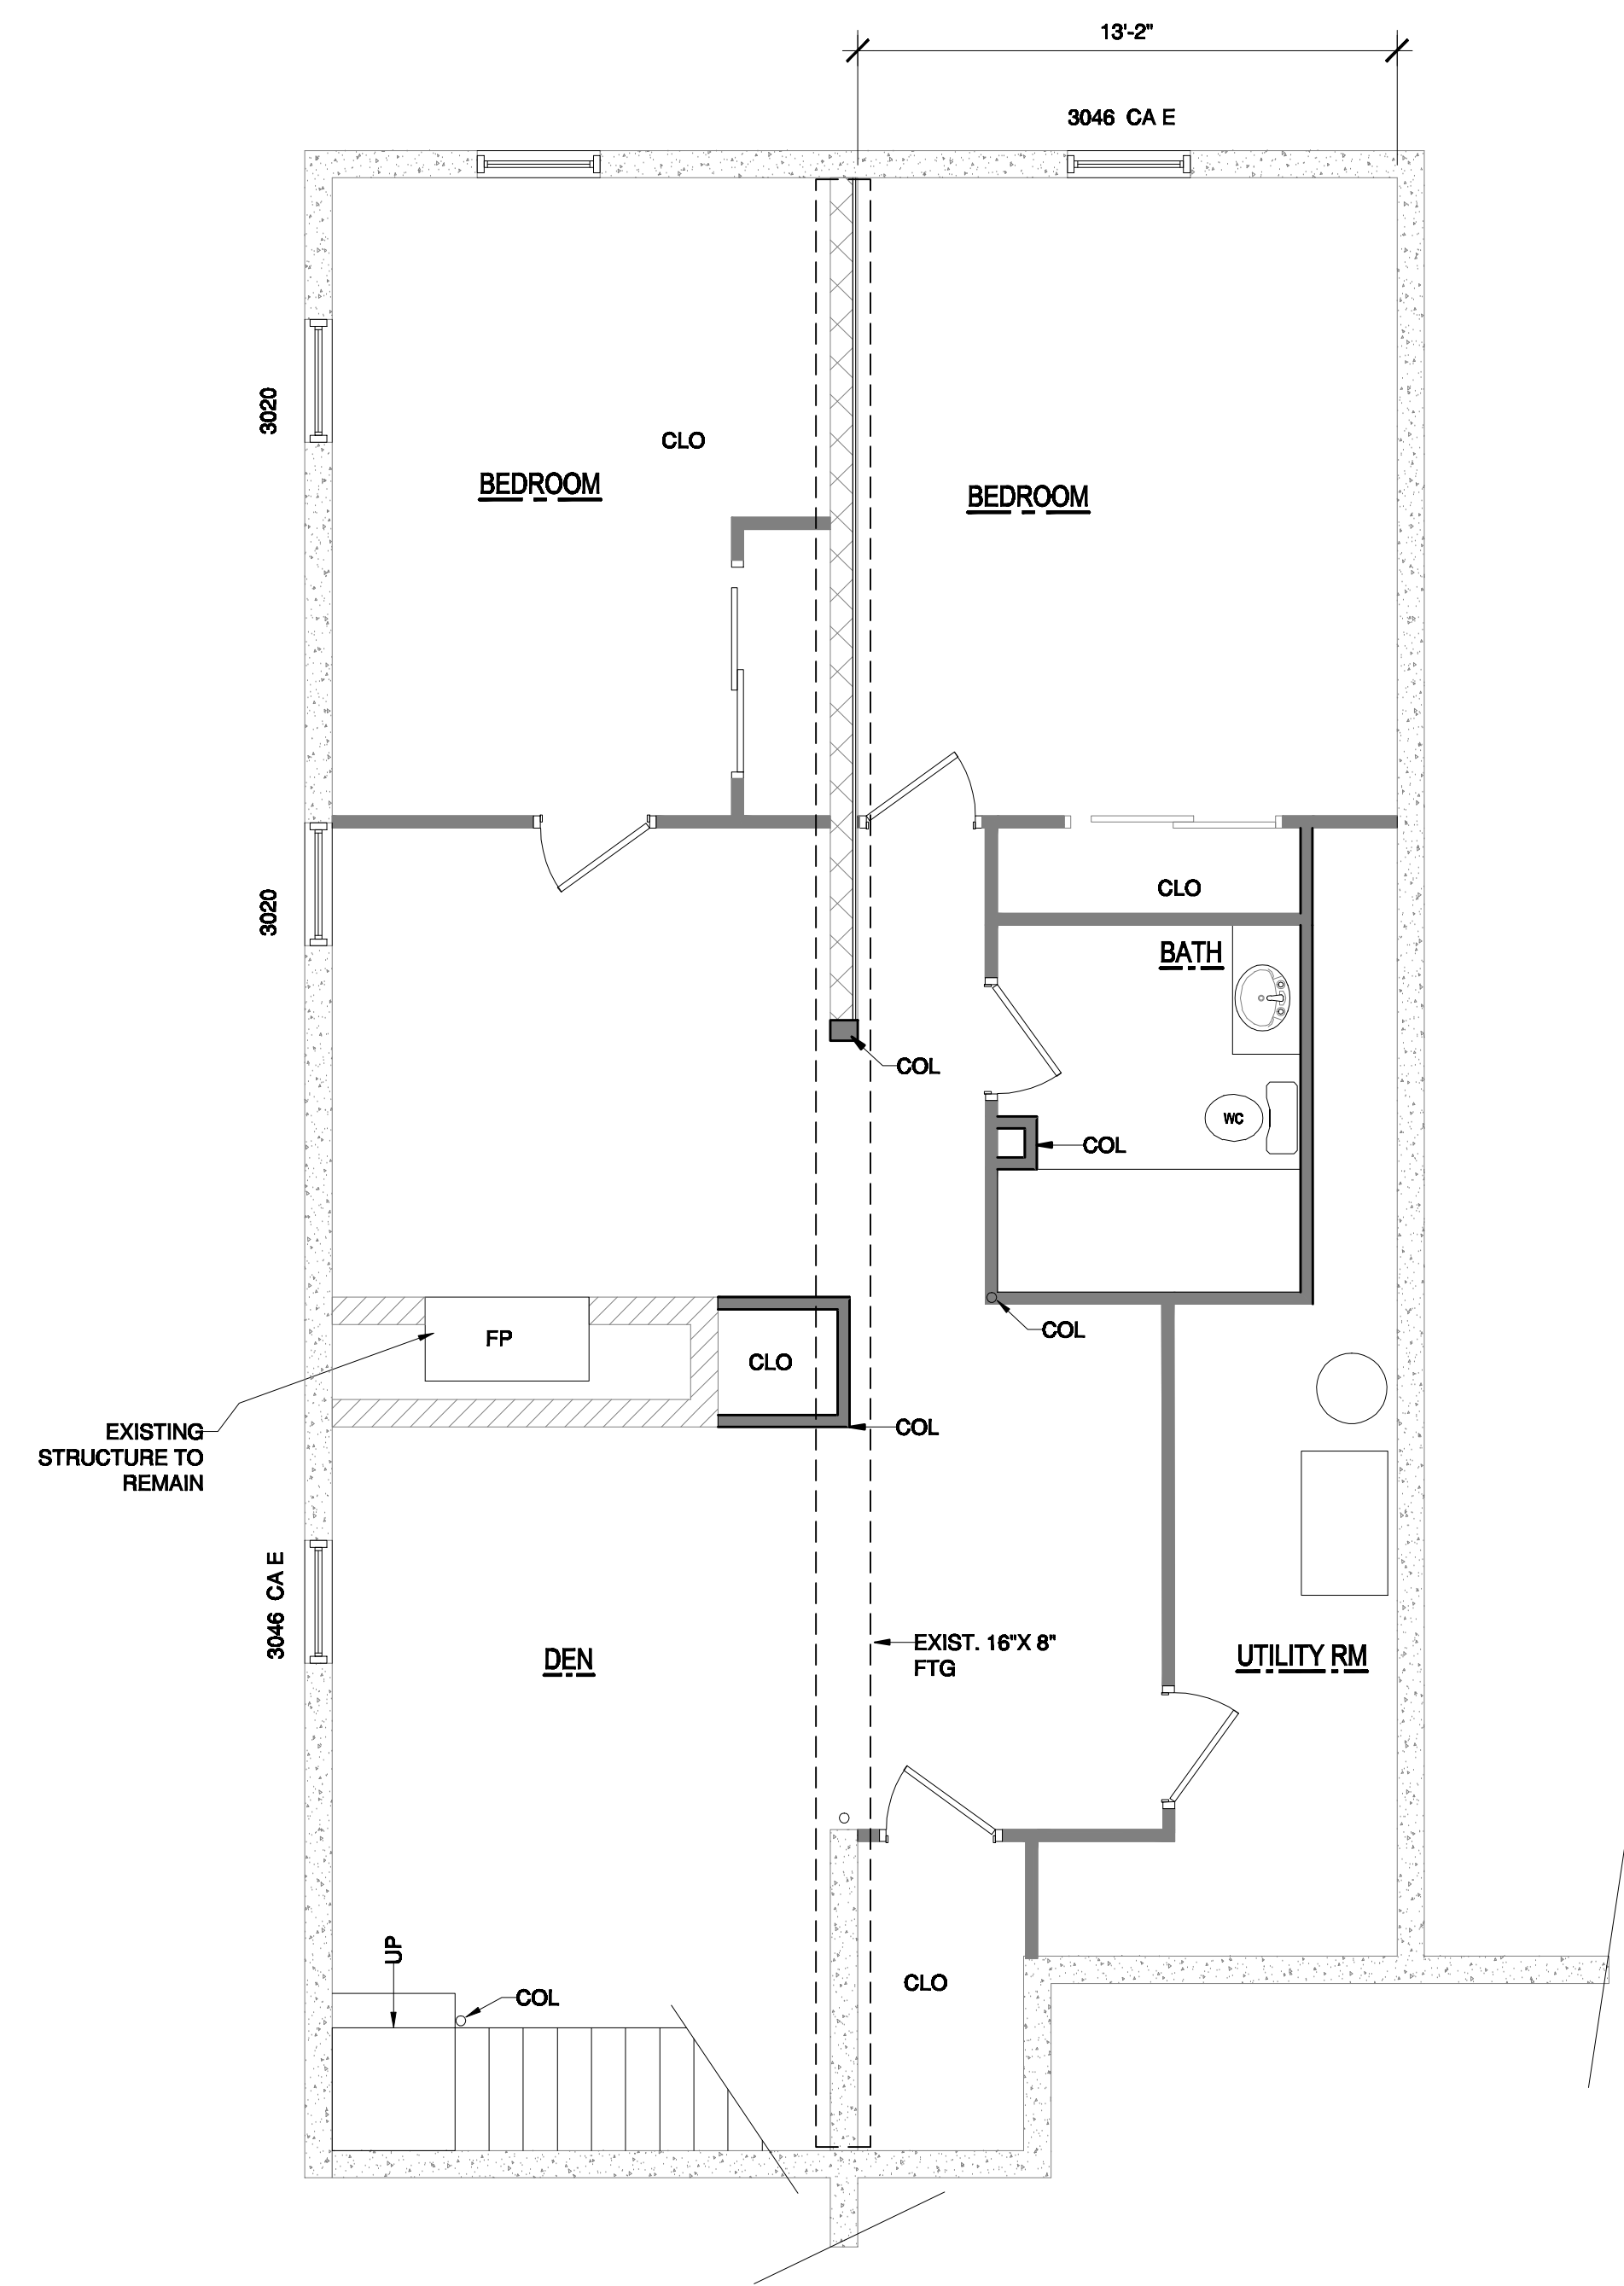 13'-2"
3046 CA E
3020
CLO
BEDROOM
BEDROOM
CLO
3020
BATH
COL
WC
COL
COL
FP
CLO
COL
EXISTING
STRUCTURE TO
REMAIN
3046 CA E
DEN
EXIST. 16"X 8"
FTG
UTILITY RM
UP
COL
CLO